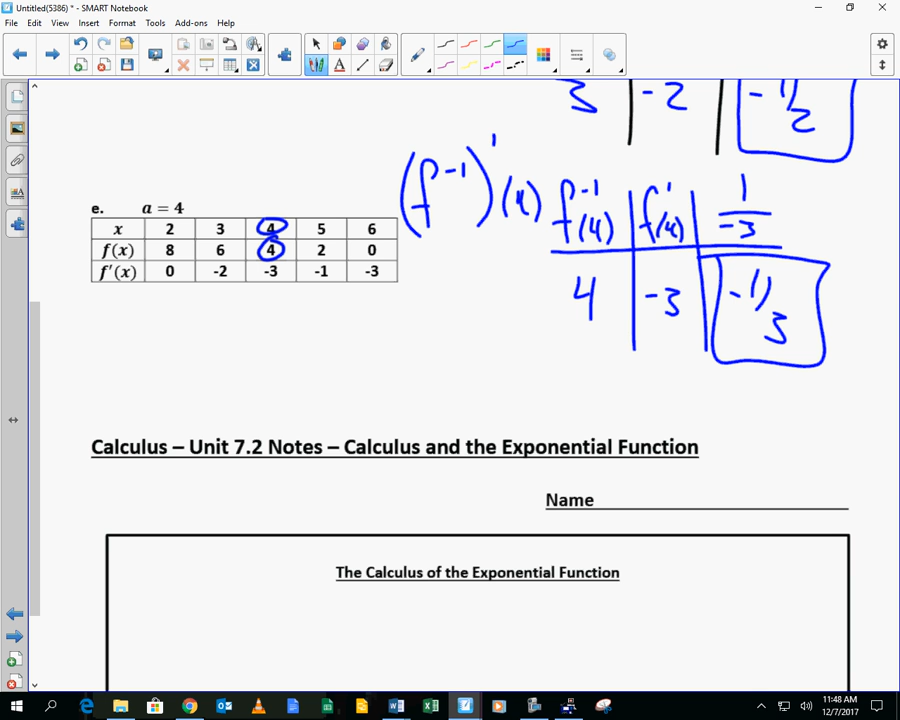 Untitled(5386) * - SMART Notebook
File Edit View Insert Format Tools Add-ons Help
3 -2 -1/2
(f-1)'(4)
f-1(4) f'(4) 1/-3
4 -3 -1/3
e. a = 4
x 2 3 4 5 6
f(x) 8 6 4 2 0
f'(x) 0 -2 -3 -1 -3
Calculus – Unit 7.2 Notes – Calculus and the Exponential Function
Name
The Calculus of the Exponential Function
11:48 AM
12/7/2017